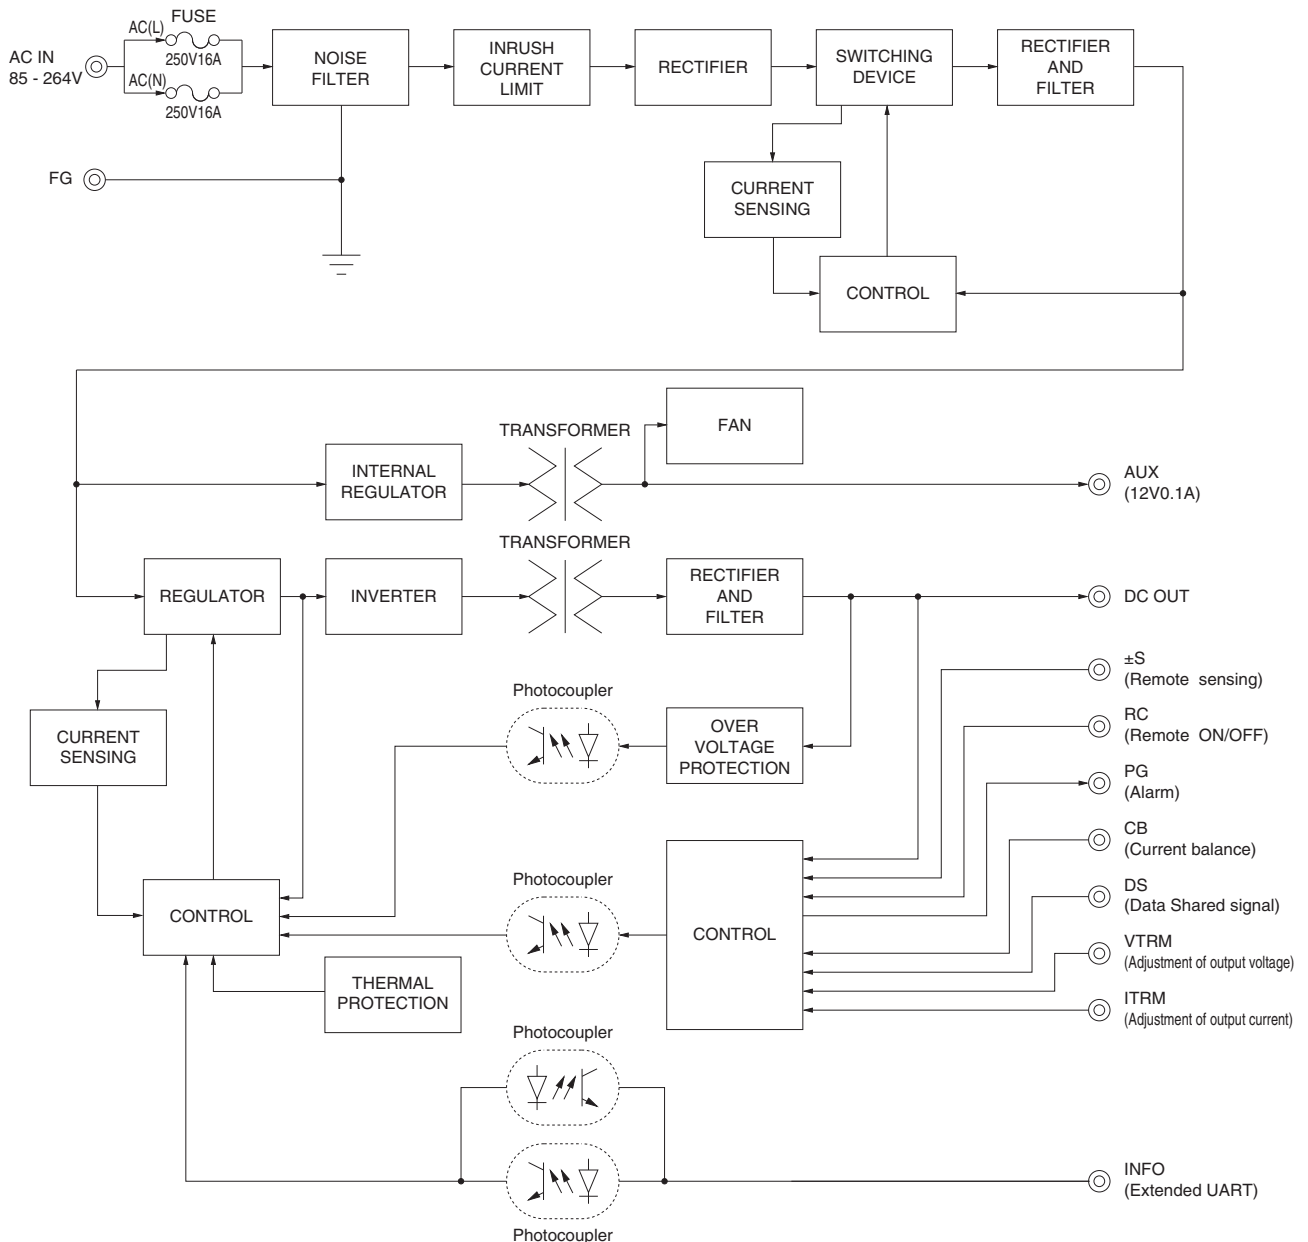 FUSE
AC(L)
AC IN
85 - 264V
250V16A
AC(N)
250V16A
NOISE
FILTER
INRUSH
CURRENT
LIMIT
RECTIFIER
SWITCHING
DEVICE
RECTIFIER
AND
FILTER
FG
CURRENT
SENSING
CONTROL
TRANSFORMER
FAN
INTERNAL
REGULATOR
AUX
(12V0.1A)
TRANSFORMER
REGULATOR
INVERTER
RECTIFIER
AND
FILTER
DC OUT
±S
(Remote sensing)
Photocoupler
CURRENT
SENSING
OVER
VOLTAGE
PROTECTION
RC
(Remote ON/OFF)
PG
(Alarm)
CB
(Current balance)
Photocoupler
DS
(Data Shared signal)
CONTROL
CONTROL
VTRM
(Adjustment of output voltage)
THERMAL
PROTECTION
ITRM
(Adjustment of output current)
Photocoupler
INFO
(Extended UART)
Photocoupler